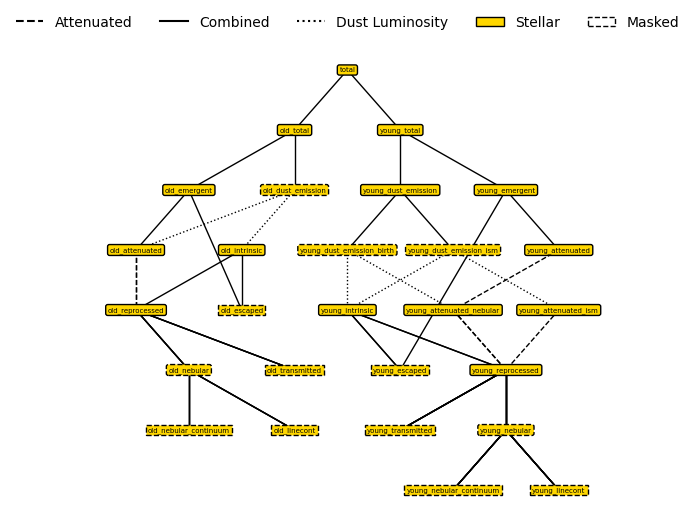 Attenuated Combined Dust Luminosity Stellar Masked
total
old_total young_total
old_emergent old_dust_emission young_dust_emission young_emergent
old_attenuated old_intrinsic young_dust_emission_birth young_dust_emission_ism young_attenuated
old_reprocessed old_escaped young_intrinsic young_attenuated_nebular young_attenuated_ism
old_nebular old_transmitted young_escaped young_reprocessed
old_nebular_continuum old_linecont young_transmitted young_nebular
young_nebular_continuum young_linecont